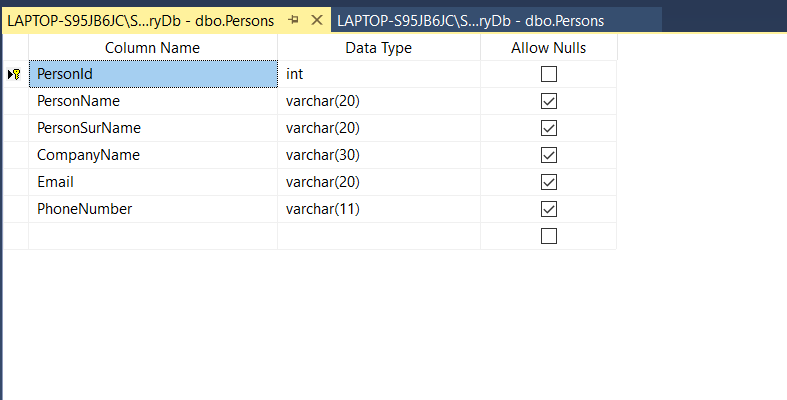 LAPTOP-S95JB6JC\S...ryDb - dbo.Persons LAPTOP-S95JB6JC\S...ryDb - dbo.Persons
Column Name Data Type Allow Nulls
PersonId int
PersonName varchar(20)
PersonSurName varchar(20)
CompanyName varchar(30)
Email varchar(20)
PhoneNumber varchar(11)